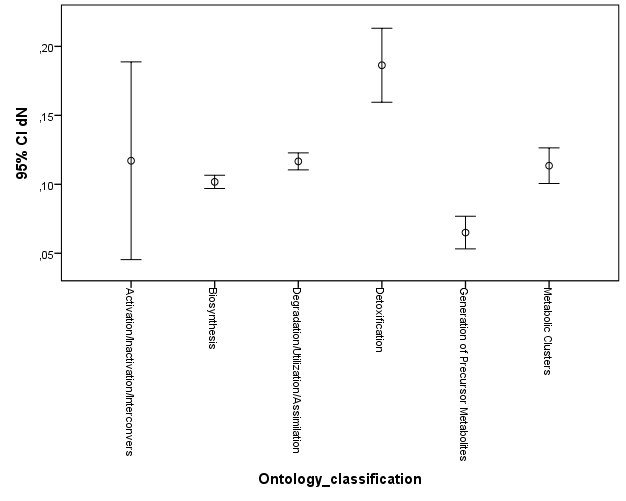 95% CI dN
,20
,15
,10
,05
Activation/Inactivation/Interconvers
Biosynthesis
Degradation/Utilization/Assimilation
Detoxification
Generation of Precursor Metabolites
Metabolic Clusters
Ontology_classification